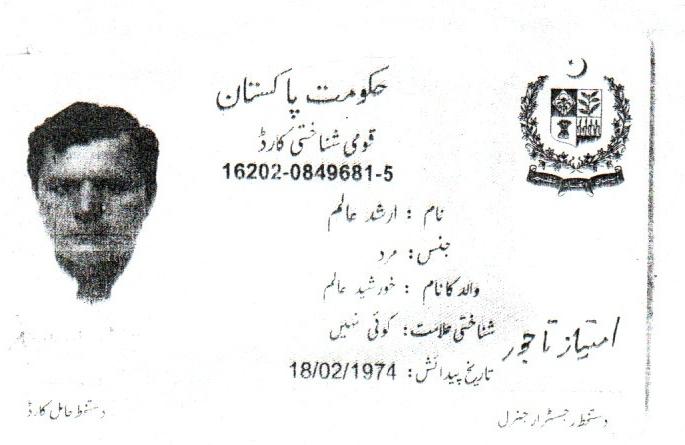 حکومت پاکستان
قومی شناختی کارڈ
16202-0849681-5
نام : ارشد عالم
جنس: مرد
والد کا نام : خورشید عالم
شناختی علامت: کوئی نہیں
امتیاز تاجور
تاریخ پیدائش: 18/02/1974
دستخط حامل کارڈ
دستخط رجسٹرار جنرل